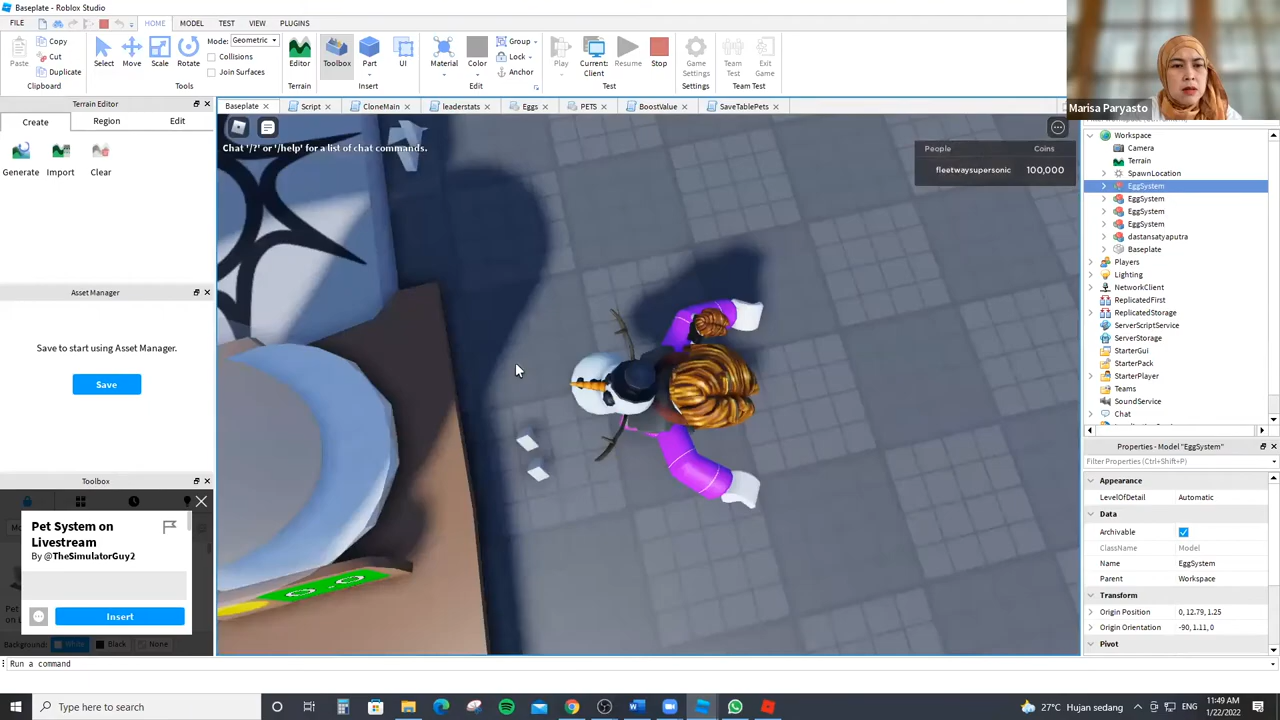 Baseplate - Roblox Studio
FILE HOME MODEL TEST VIEW PLUGINS
Paste Copy Cut Duplicate Select Move Scale Rotate Mode: Geometric Collisions Join Surfaces Editor Toolbox Part UI Material Color Group Lock Anchor Play Current Client Resume Stop Game Settings Team Test Exit Game
Clipboard Tools Terrain Insert Edit Test Team Test
Marisa Paryasto
Terrain Editor
Create Region Edit
Generate Import Clear
Asset Manager
Save to start using Asset Manager.
Save
Toolbox
Pet System on
Livestream
By @TheSimulatorGuy2
Insert
Background: White Black None
Baseplate Script CloneMain leaderstats Eggs PETS BoostValue SaveTablePets
Chat '/?' or '/help' for a list of chat commands.
People Coins
fleetwaysupersonic 100,000
Workspace
Camera
Terrain
SpawnLocation
EggSystem
EggSystem
EggSystem
EggSystem
dastansatyaputra
Baseplate
Players
Lighting
NetworkClient
ReplicatedFirst
ReplicatedStorage
ServerScriptService
ServerStorage
StarterGui
StarterPack
StarterPlayer
Teams
SoundService
Chat
Properties - Model "EggSystem"
Filter Properties (Ctrl+Shift+P)
Appearance
LevelOfDetail Automatic
Data
Archivable
ClassName Model
Name EggSystem
Parent Workspace
Transform
Origin Position 0, 12.79, 1.25
Origin Orientation -90, 1.11, 0
Pivot
Run a command
Type here to search
27°C Hujan sedang
11:49 AM
1/22/2022